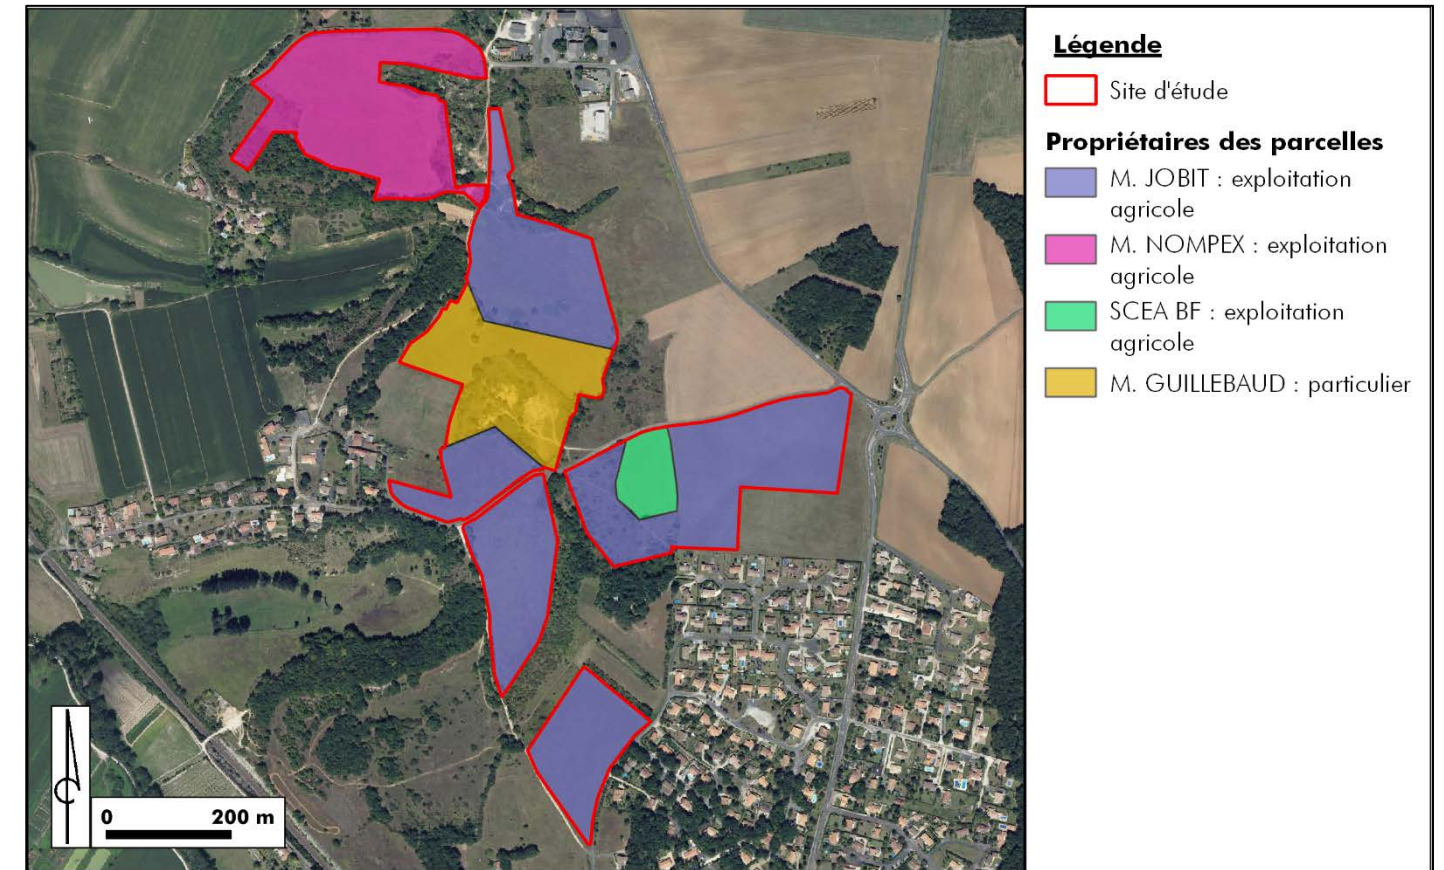 Légende
Site d'étude
Propriétaires des parcelles
M. JOBIT : exploitation
agricole
M. NOMPEX : exploitation
agricole
SCEA BF : exploitation
agricole
M. GUILLEBAUD : particulier
0 200 m